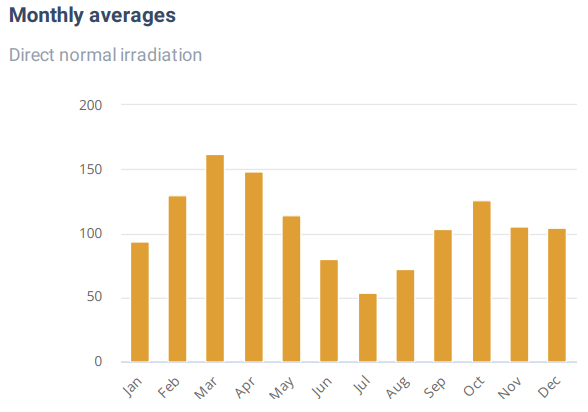 Monthly averages
Direct normal irradiation
200
150
100
50
0
Jan Feb Mar Apr May Jun Jul Aug Sep Oct Nov Dec